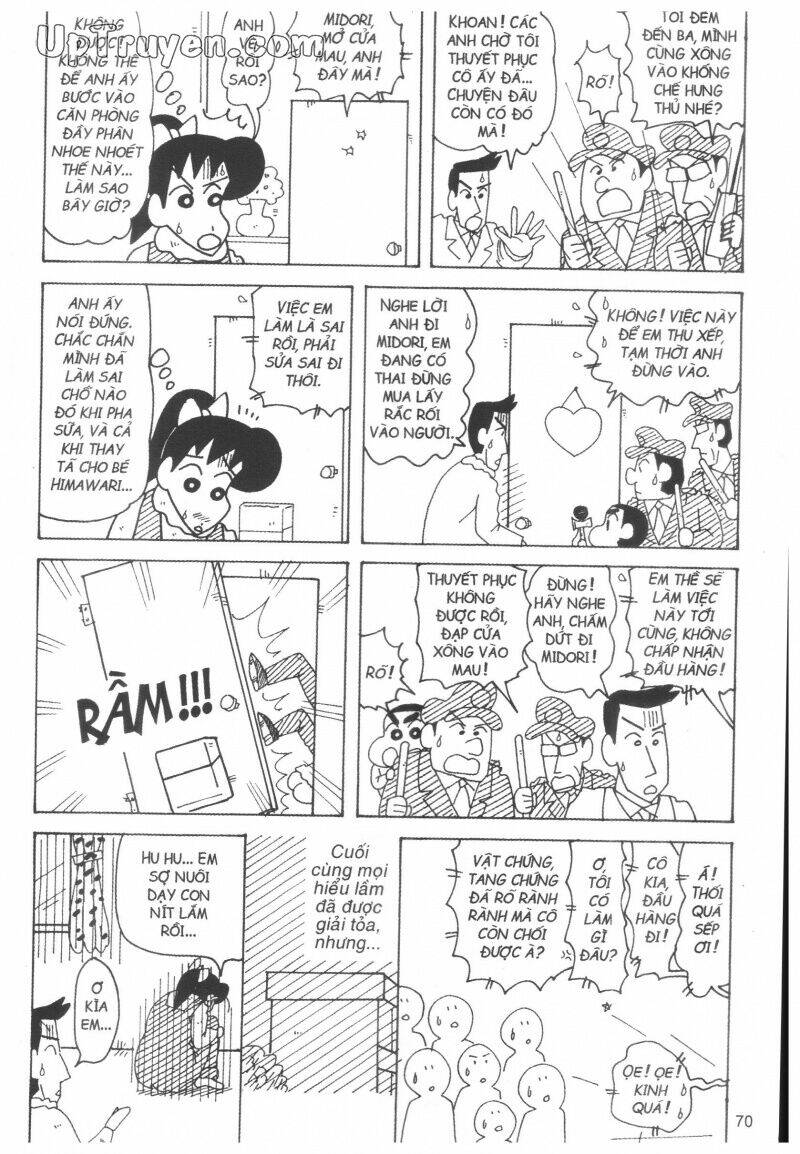 UpTruyen.com
KHÔNG
ĐƯỢC
KHÔNG THỂ
ĐỂ ANH ẤY
BƯỚC VÀO
CĂN PHÒNG
ĐẦY PHÂN
NHOE NHOÉT
THẾ NÀY...
LÀM SAO
BÂY GIỜ?
ANH
VỀ
RỒI
SAO?
MIDORI,
MỞ CỬA
MAU, ANH
ĐÂY MÀ!
KHOAN! CÁC
ANH CHỜ TÔI
THUYẾT PHỤC
CÔ ẤY ĐÃ...
CHUYỆN ĐÂU
CÒN CÓ ĐÓ
MÀ!
RÕ!
TÔI ĐẾM
ĐẾN BA, MÌNH
CÙNG XÔNG
VÀO KHỐNG
CHẾ HUNG
THỦ NHÉ?
ANH ẤY
NÓI ĐÚNG.
CHẮC CHẮN
MÌNH ĐÃ
LÀM SAI
CHỖ NÀO
ĐÓ KHI PHA
SỮA, VÀ CẢ
KHI THAY
TÃ CHO BÉ
HIMAWARI...
VIỆC EM
LÀM LÀ SAI
RỒI, PHẢI
SỬA SAI ĐI
THÔI.
NGHE LỜI
ANH ĐI
MIDORI, EM
ĐANG CÓ
THAI ĐỪNG
MUA LẤY
RẮC RỐI
VÀO NGƯỜI.
KHÔNG! VIỆC NÀY
ĐỂ EM THU XẾP,
TẠM THỜI ANH
ĐỪNG VÀO.
RẦM!!!
RÕ!
THUYẾT PHỤC
KHÔNG
ĐƯỢC RỒI,
ĐẠP CỬA
XÔNG VÀO
MAU!
ĐỪNG!
HÃY NGHE
ANH, CHẤM
DỨT ĐI
MIDORI!
EM THỀ SẼ
LÀM VIỆC
NÀY TỚI
CÙNG, KHÔNG
CHẤP NHẬN
ĐẦU HÀNG!
HU HU... EM
SỢ NUÔI
DẠY CON
NÍT LẮM
RỒI...
Ơ
KÌA
EM...
Cuối
cùng mọi
hiểu lầm
đã được
giải tỏa,
nhưng...
VẬT CHỨNG,
TANG CHỨNG
ĐÃ RÕ RÀNH
RÀNH MÀ CÔ
CÒN CHỐI
ĐƯỢC À?
Ơ,
TÔI
CÓ
LÀM
GÌ
ĐÂU?
CÔ
KIA,
ĐẦU
HÀNG
ĐI!
Á!
THỐI
QUÁ
SẾP
ƠI!
ỌE! ỌE!
KINH
QUÁ!
70